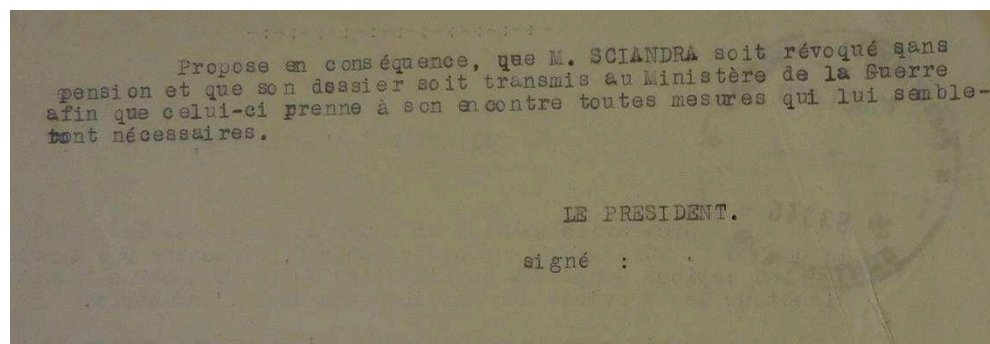 -:-:-:-:-:-:-:-:-:-:-
Propose en conséquence, que M. SCIANDRA soit révoqué sans
pension et que son dossier soit transmis au Ministère de la Guerre
afin que celui-ci prenne à son encontre toutes mesures qui lui semble-
ront nécessaires.
LE PRESIDENT.
signé :